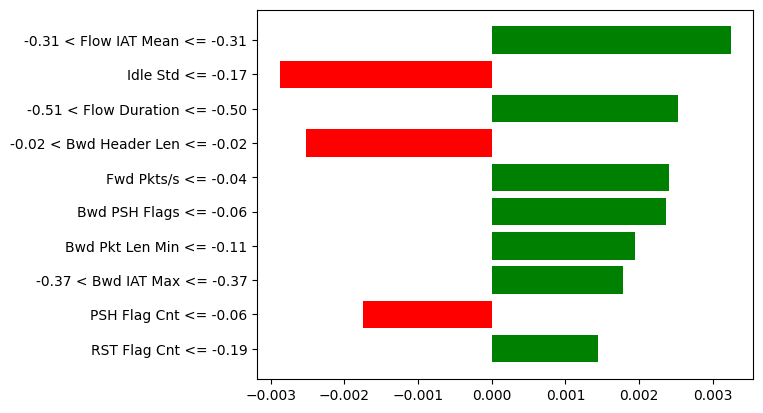 -0.31 < Flow IAT Mean <= -0.31
Idle Std <= -0.17
-0.51 < Flow Duration <= -0.50
-0.02 < Bwd Header Len <= -0.02
Fwd Pkts/s <= -0.04
Bwd PSH Flags <= -0.06
Bwd Pkt Len Min <= -0.11
-0.37 < Bwd IAT Max <= -0.37
PSH Flag Cnt <= -0.06
RST Flag Cnt <= -0.19
−0.003 −0.002 −0.001 0.000 0.001 0.002 0.003